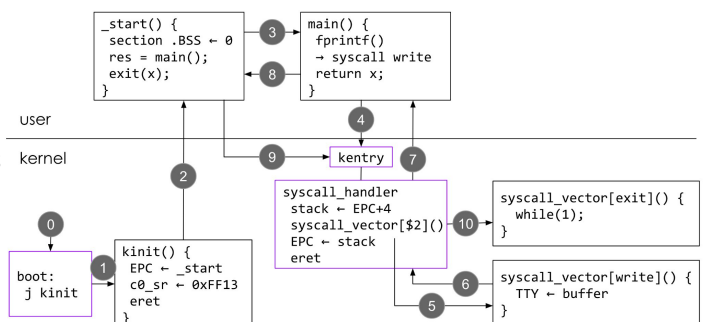 _start() {
section .BSS ← 0
res = main();
exit(x);
}
3
8
main() {
fprintf()
→ syscall write
return x;
}
user
4
kernel
2
9
kentry
7
0
boot:
j kinit
1
kinit() {
EPC ← _start
c0_sr ← 0xFF13
eret
}
syscall_handler
stack ← EPC+4
syscall_vector[$2]()
EPC ← stack
eret
10
syscall_vector[exit]() {
while(1);
}
6
5
syscall_vector[write]() {
TTY ← buffer
}